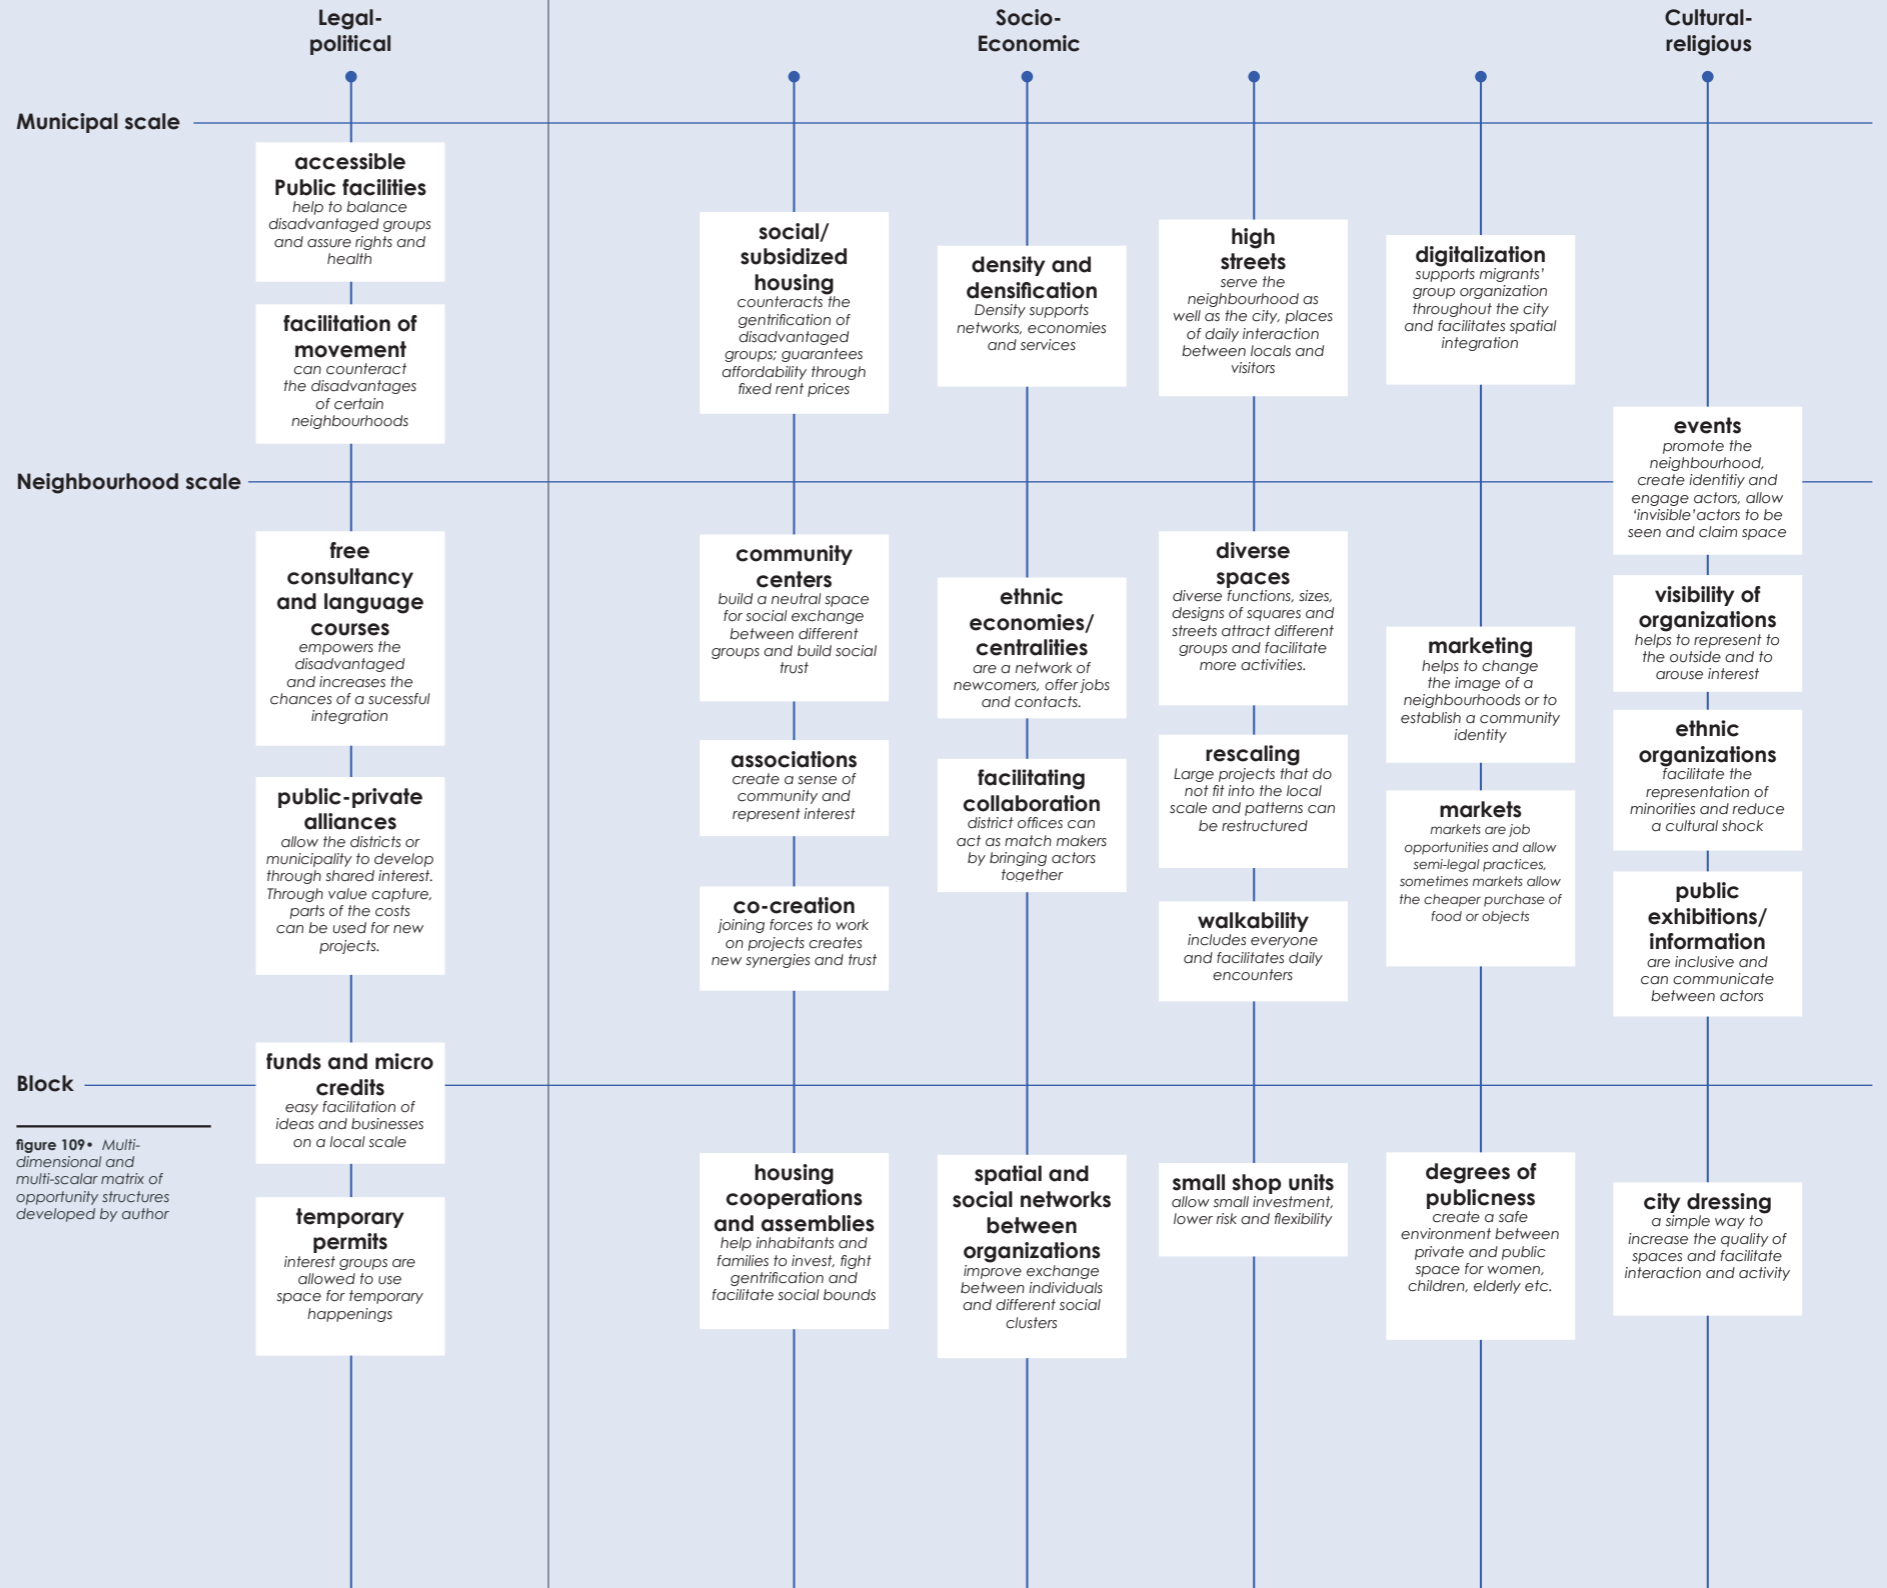 Legal-
political
Socio-
Economic
Cultural-
religious
Municipal scale
accessible
Public facilities
help to balance
disadvantaged groups
and assure rights and
health
facilitation of
movement
can counteract
the disadvantages
of certain
neighbourhoods
social/
subsidized
housing
counteracts the
gentrification of
disadvantaged
groups; guarantees
affordability through
fixed rent prices
density and
densification
Density supports
networks, economies
and services
high
streets
serve the
neighbourhood as
well as the city, places
of daily interaction
between locals and
visitors
digitalization
supports migrants'
group organization
throughout the city
and facilitates spatial
integration
events
promote the
neighbourhood,
create identitiy and
engage actors, allow
'invisible'actors to be
seen and claim space
Neighbourhood scale
free
consultancy
and language
courses
empowers the
disadvantaged
and increases the
chances of a sucessful
integration
public-private
alliances
allow the districts or
municipality to develop
through shared interest.
Through value capture,
parts of the costs
can be used for new
projects.
community
centers
build a neutral space
for social exchange
between different
groups and build social
trust
associations
create a sense of
community and
represent interest
co-creation
joining forces to work
on projects creates
new synergies and trust
ethnic
economies/
centralities
are a network of
newcomers, offer jobs
and contacts.
facilitating
collaboration
district offices can
act as match makers
by bringing actors
together
diverse
spaces
diverse functions, sizes,
designs of squares and
streets attract different
groups and facilitate
more activities.
rescaling
Large projects that do
not fit into the local
scale and patterns can
be restructured
walkability
includes everyone
and facilitates daily
encounters
marketing
helps to change
the image of a
neighbourhoods or to
establish a community
identity
markets
markets are job
opportunities and allow
semi-legal practices,
sometimes markets allow
the cheaper purchase of
food or objects
visibility of
organizations
helps to represent to
the outside and to
arouse interest
ethnic
organizations
facilitate the
representation of
minorities and reduce
a cultural shock
public
exhibitions/
information
are inclusive and
can communicate
between actors
Block
funds and micro
credits
easy facilitation of
ideas and businesses
on a local scale
temporary
permits
interest groups are
allowed to use
space for temporary
happenings
housing
cooperations
and assemblies
help inhabitants and
families to invest, fight
gentrification and
facilitate social bounds
spatial and
social networks
between
organizations
improve exchange
between individuals
and different social
clusters
small shop units
allow small investment,
lower risk and flexibility
degrees of
publicness
create a safe
environment between
private and public
space for women,
children, elderly etc.
city dressing
a simple way to
increase the quality of
spaces and facilitate
interaction and activity
figure 109• Multi-
dimensional and
multi-scalar matrix of
opportunity structures
developed by author